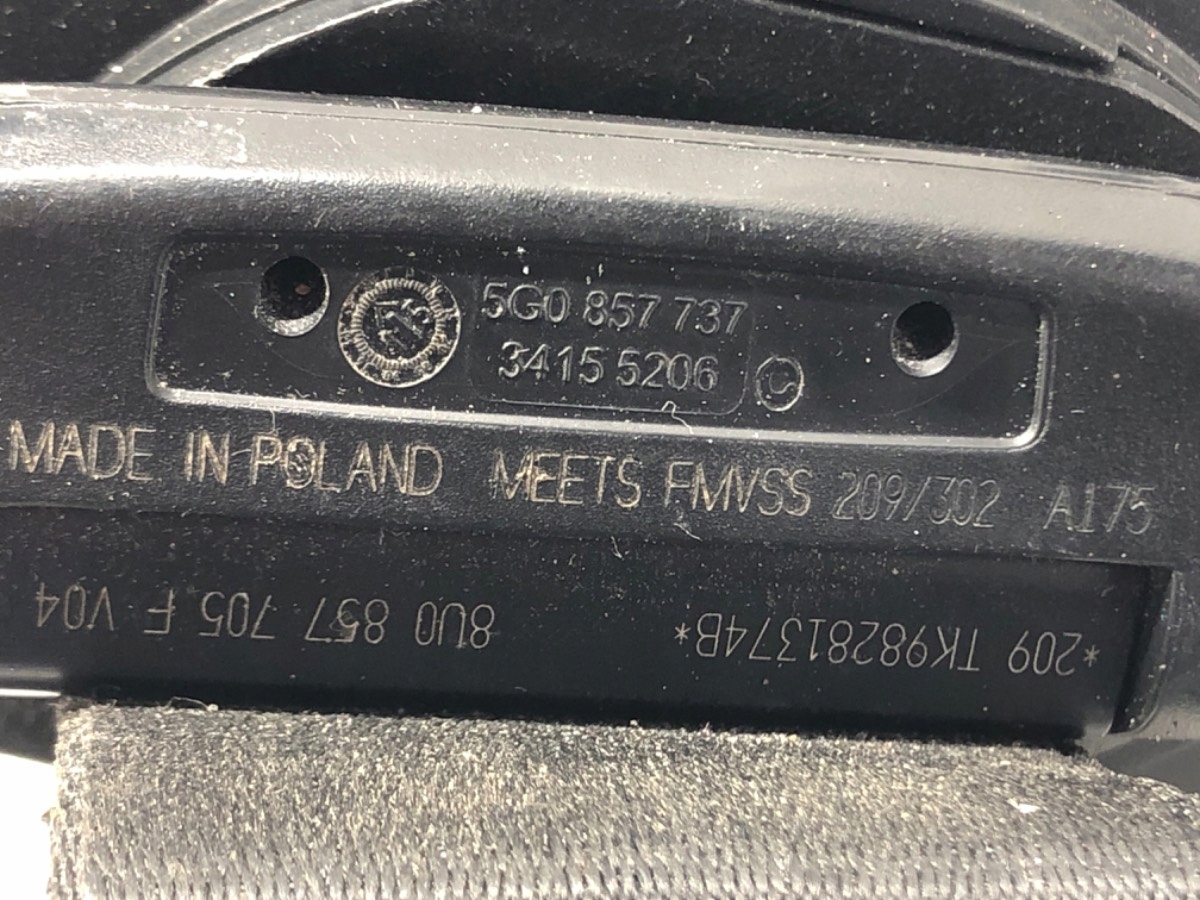 5G0 857 737
3415 5206 C
MADE IN POLAND MEETS FMVSS 209/302 A175
*209 TK98281374B*
8U0 857 705 F V04